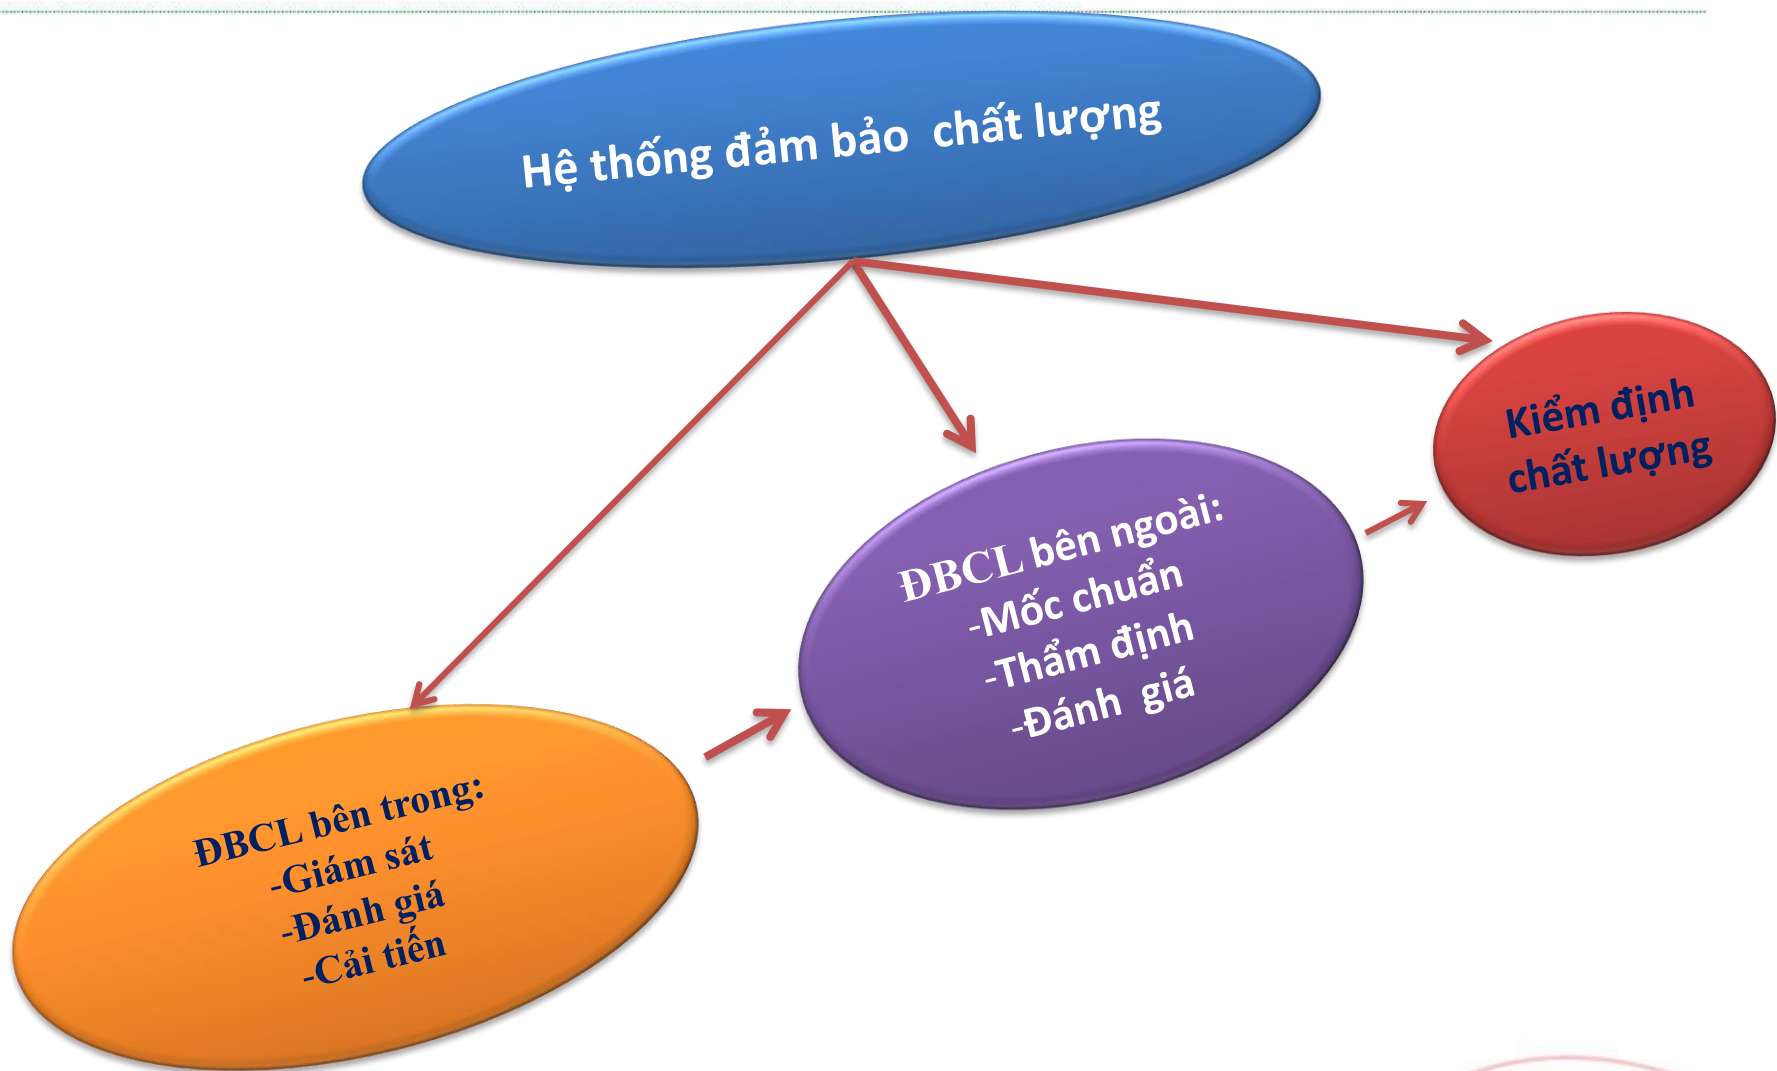 Hệ thống đảm bảo chất lượng
Kiểm định
chất lượng
ĐBCL bên ngoài:
-Mốc chuẩn
-Thẩm định
-Đánh giá
ĐBCL bên trong:
-Giám sát
-Đánh giá
-Cải tiến